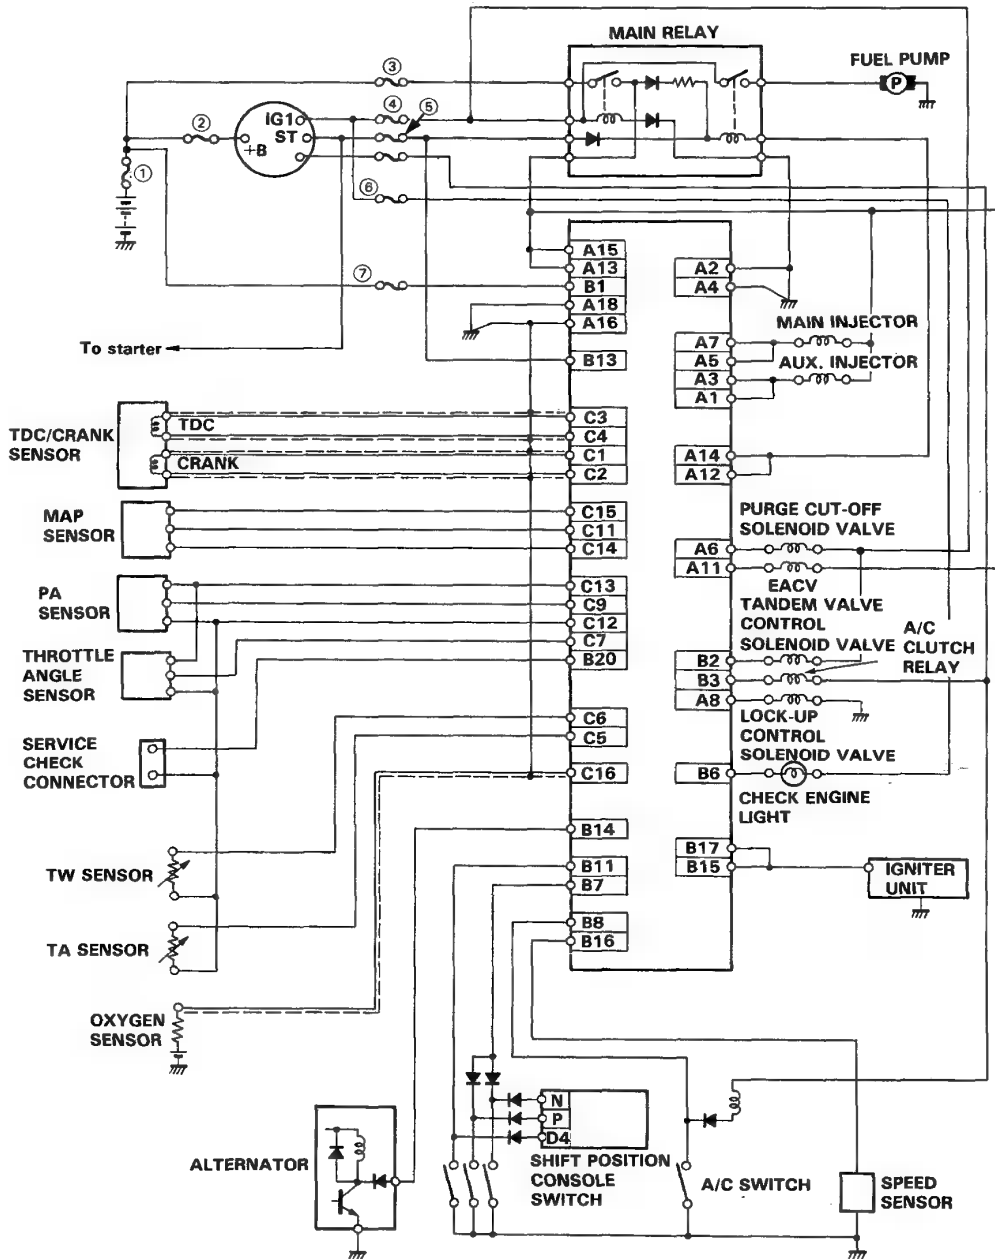 MAIN RELAY
FUEL PUMP
P
③
④
⑤
②
iG1
ST
+B
①
⑥
⑦
To starter
A15
A13
B1
A18
A16
B13
A2
A4
A7
A5
A3
A1
MAIN INJECTOR
AUX. INJECTOR
TDC/CRANK
SENSOR
TDC
CRANK
C3
C4
C1
C2
A14
A12
MAP
SENSOR
C15
C11
C14
PURGE CUT-OFF
SOLENOID VALVE
A6
A11
EACV
PA
SENSOR
C13
C9
C12
C7
B20
THROTTLE
ANGLE
SENSOR
TANDEM VALVE
CONTROL
SOLENOID VALVE
A/C
CLUTCH
RELAY
B2
B3
A8
SERVICE
CHECK
CONNECTOR
C6
C5
C16
LOCK-UP
CONTROL
SOLENOID VALVE
B6
CHECK ENGINE
LIGHT
B14
B11
B7
B8
B16
B17
B15
IGNITER
UNIT
TW SENSOR
TA SENSOR
OXYGEN
SENSOR
N
P
D4
SHIFT POSITION
CONSOLE
SWITCH
ALTERNATOR
A/C SWITCH
SPEED
SENSOR